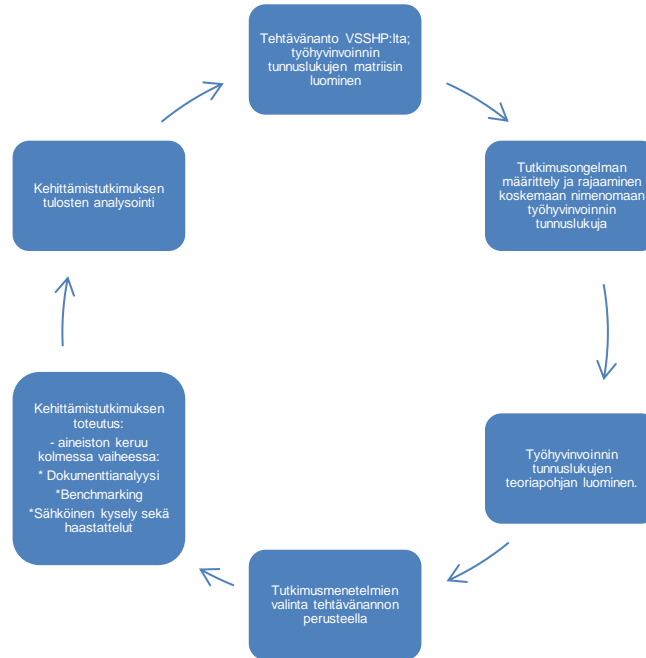 Tehtävänanto VSSHP:lta;
työhyvinvoinnin
tunnuslukujen matriisin
luominen
Tutkimusongelman
määrittely ja rajaaminen
koskemaan nimenomaan
työhyvinvoinnin
tunnuslukuja
Työhyvinvoinnin
tunnuslukujen
teoriapohjan luominen.
Tutkimusmenetelmien
valinta tehtävänannon
perusteella
Kehittämistutkimuksen
toteutus:
- aineiston keruu
kolmessa vaiheessa:
* Dokumenttianalyysi
*Benchmarking
*Sähköinen kysely sekä
haastattelut
Kehittämistutkimuksen
tulosten analysointi